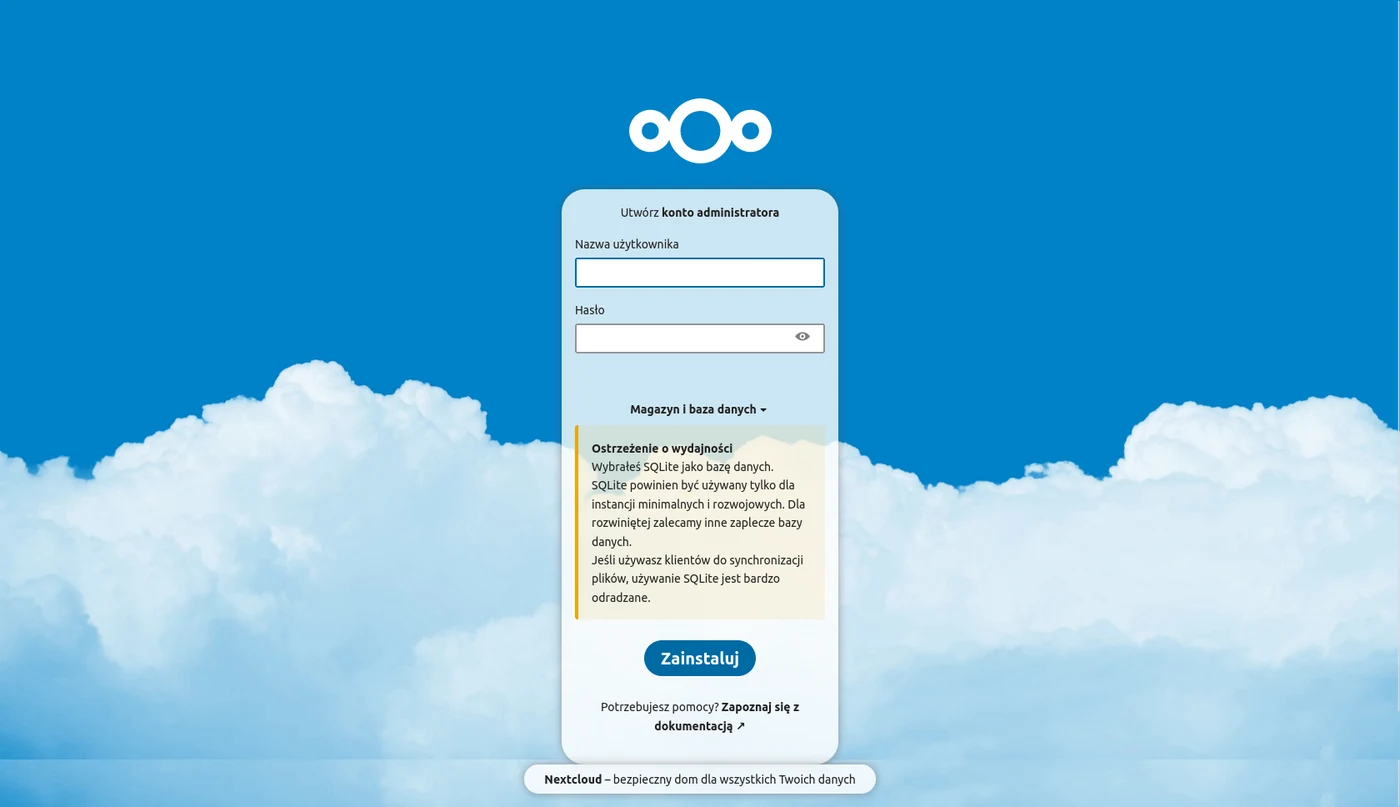 Utwórz konto administratora
Nazwa użytkownika
Hasło
Magazyn i baza danych
Ostrzeżenie o wydajności
Wybrałeś SQLite jako bazę danych.
SQLite powinien być używany tylko dla
instancji minimalnych i rozwojowych. Dla
rozwiniętej zalecamy inne zaplecze bazy
danych.
Jeśli używasz klientów do synchronizacji
plików, używanie SQLite jest bardzo
odradzane.
Zainstaluj
Potrzebujesz pomocy? Zapoznaj się z
dokumentacją ↗
Nextcloud – bezpieczny dom dla wszystkich Twoich danych